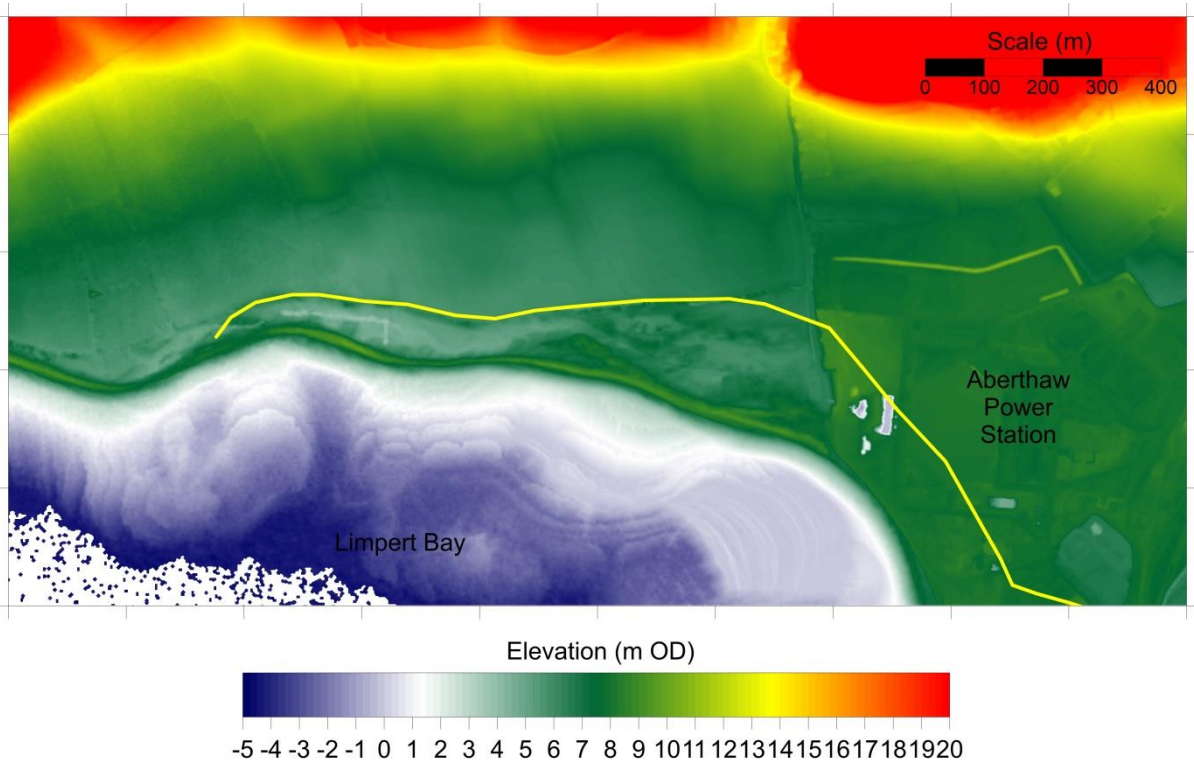 Scale (m)
0 100 200 300 400
Aberthaw
Power
Station
Limpert Bay
Elevation (m OD)
-5 -4 -3 -2 -1 0 1 2 3 4 5 6 7 8 9 10 11 12 13 14 15 16 17 18 19 20